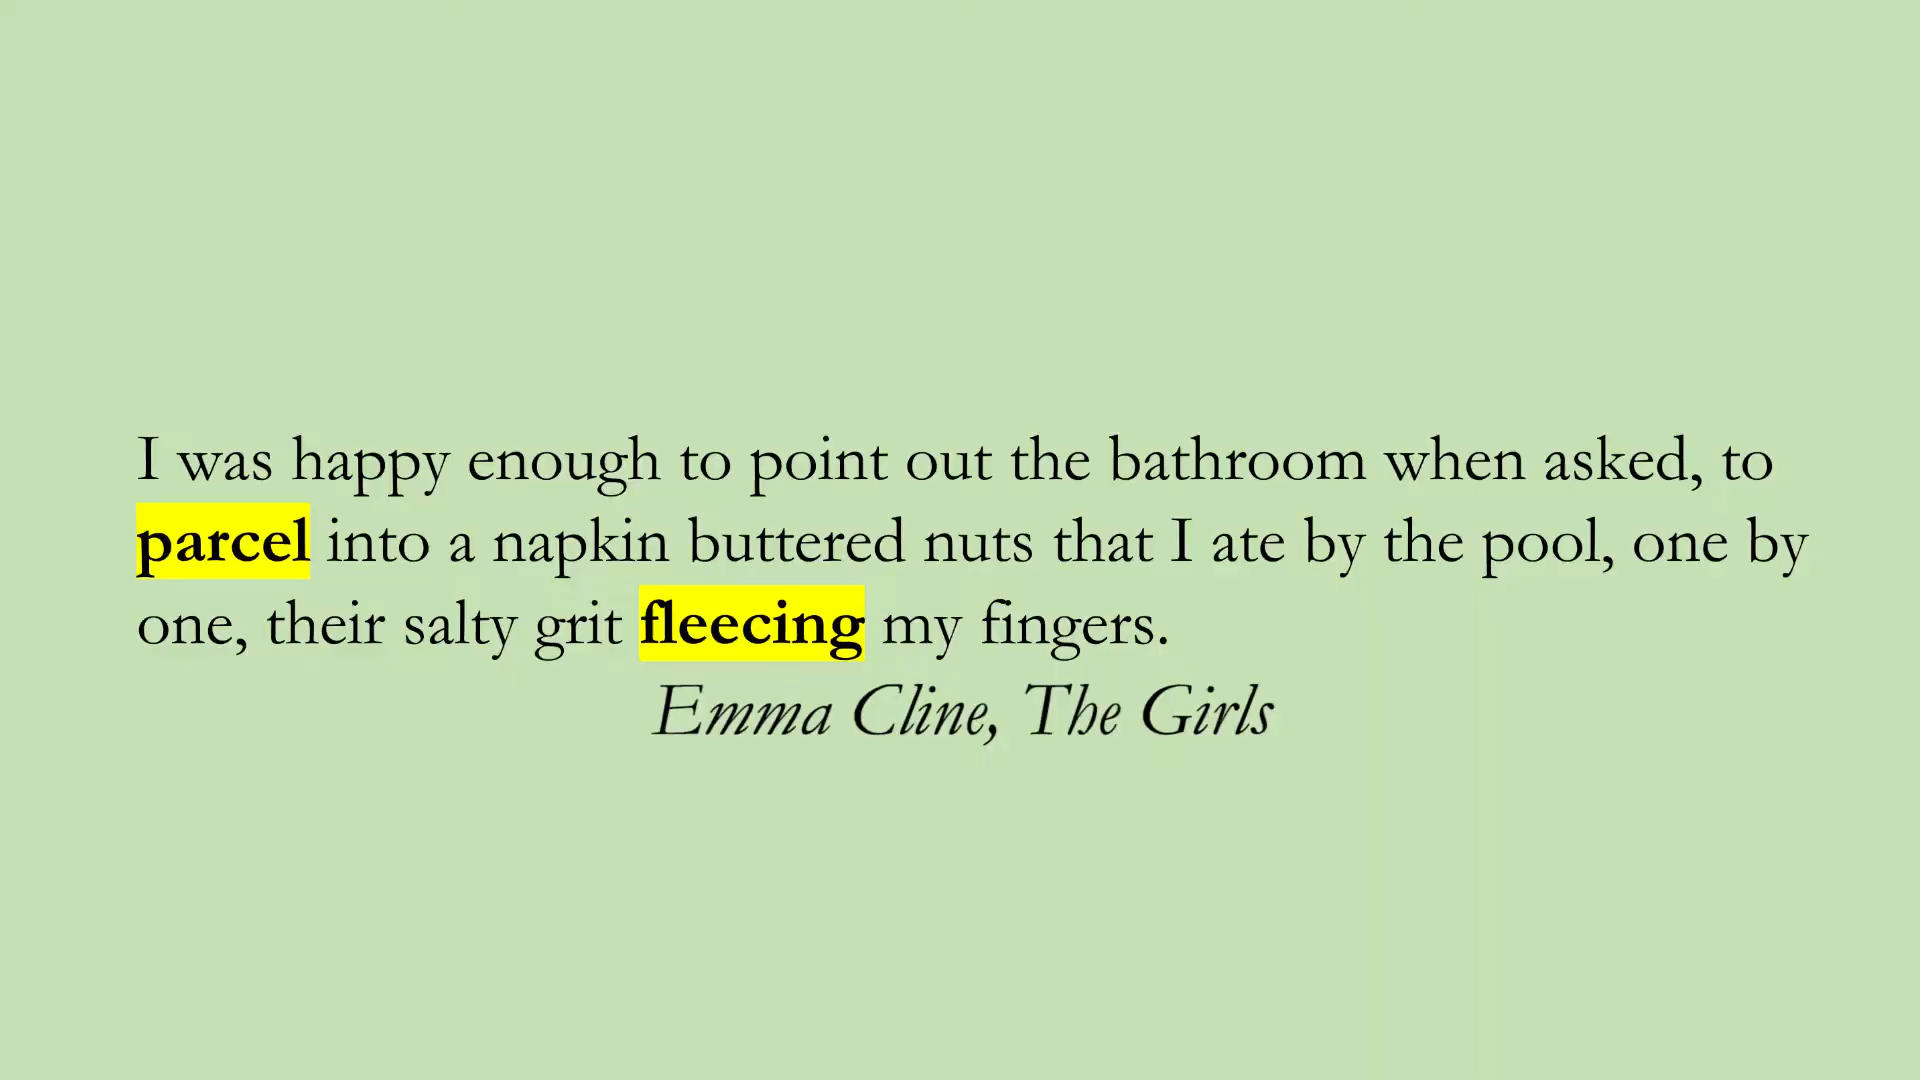 I was happy enough to point out the bathroom when asked, to
parcel into a napkin buttered nuts that I ate by the pool, one by
one, their salty grit fleecing my fingers.
Emma Cline, The Girls